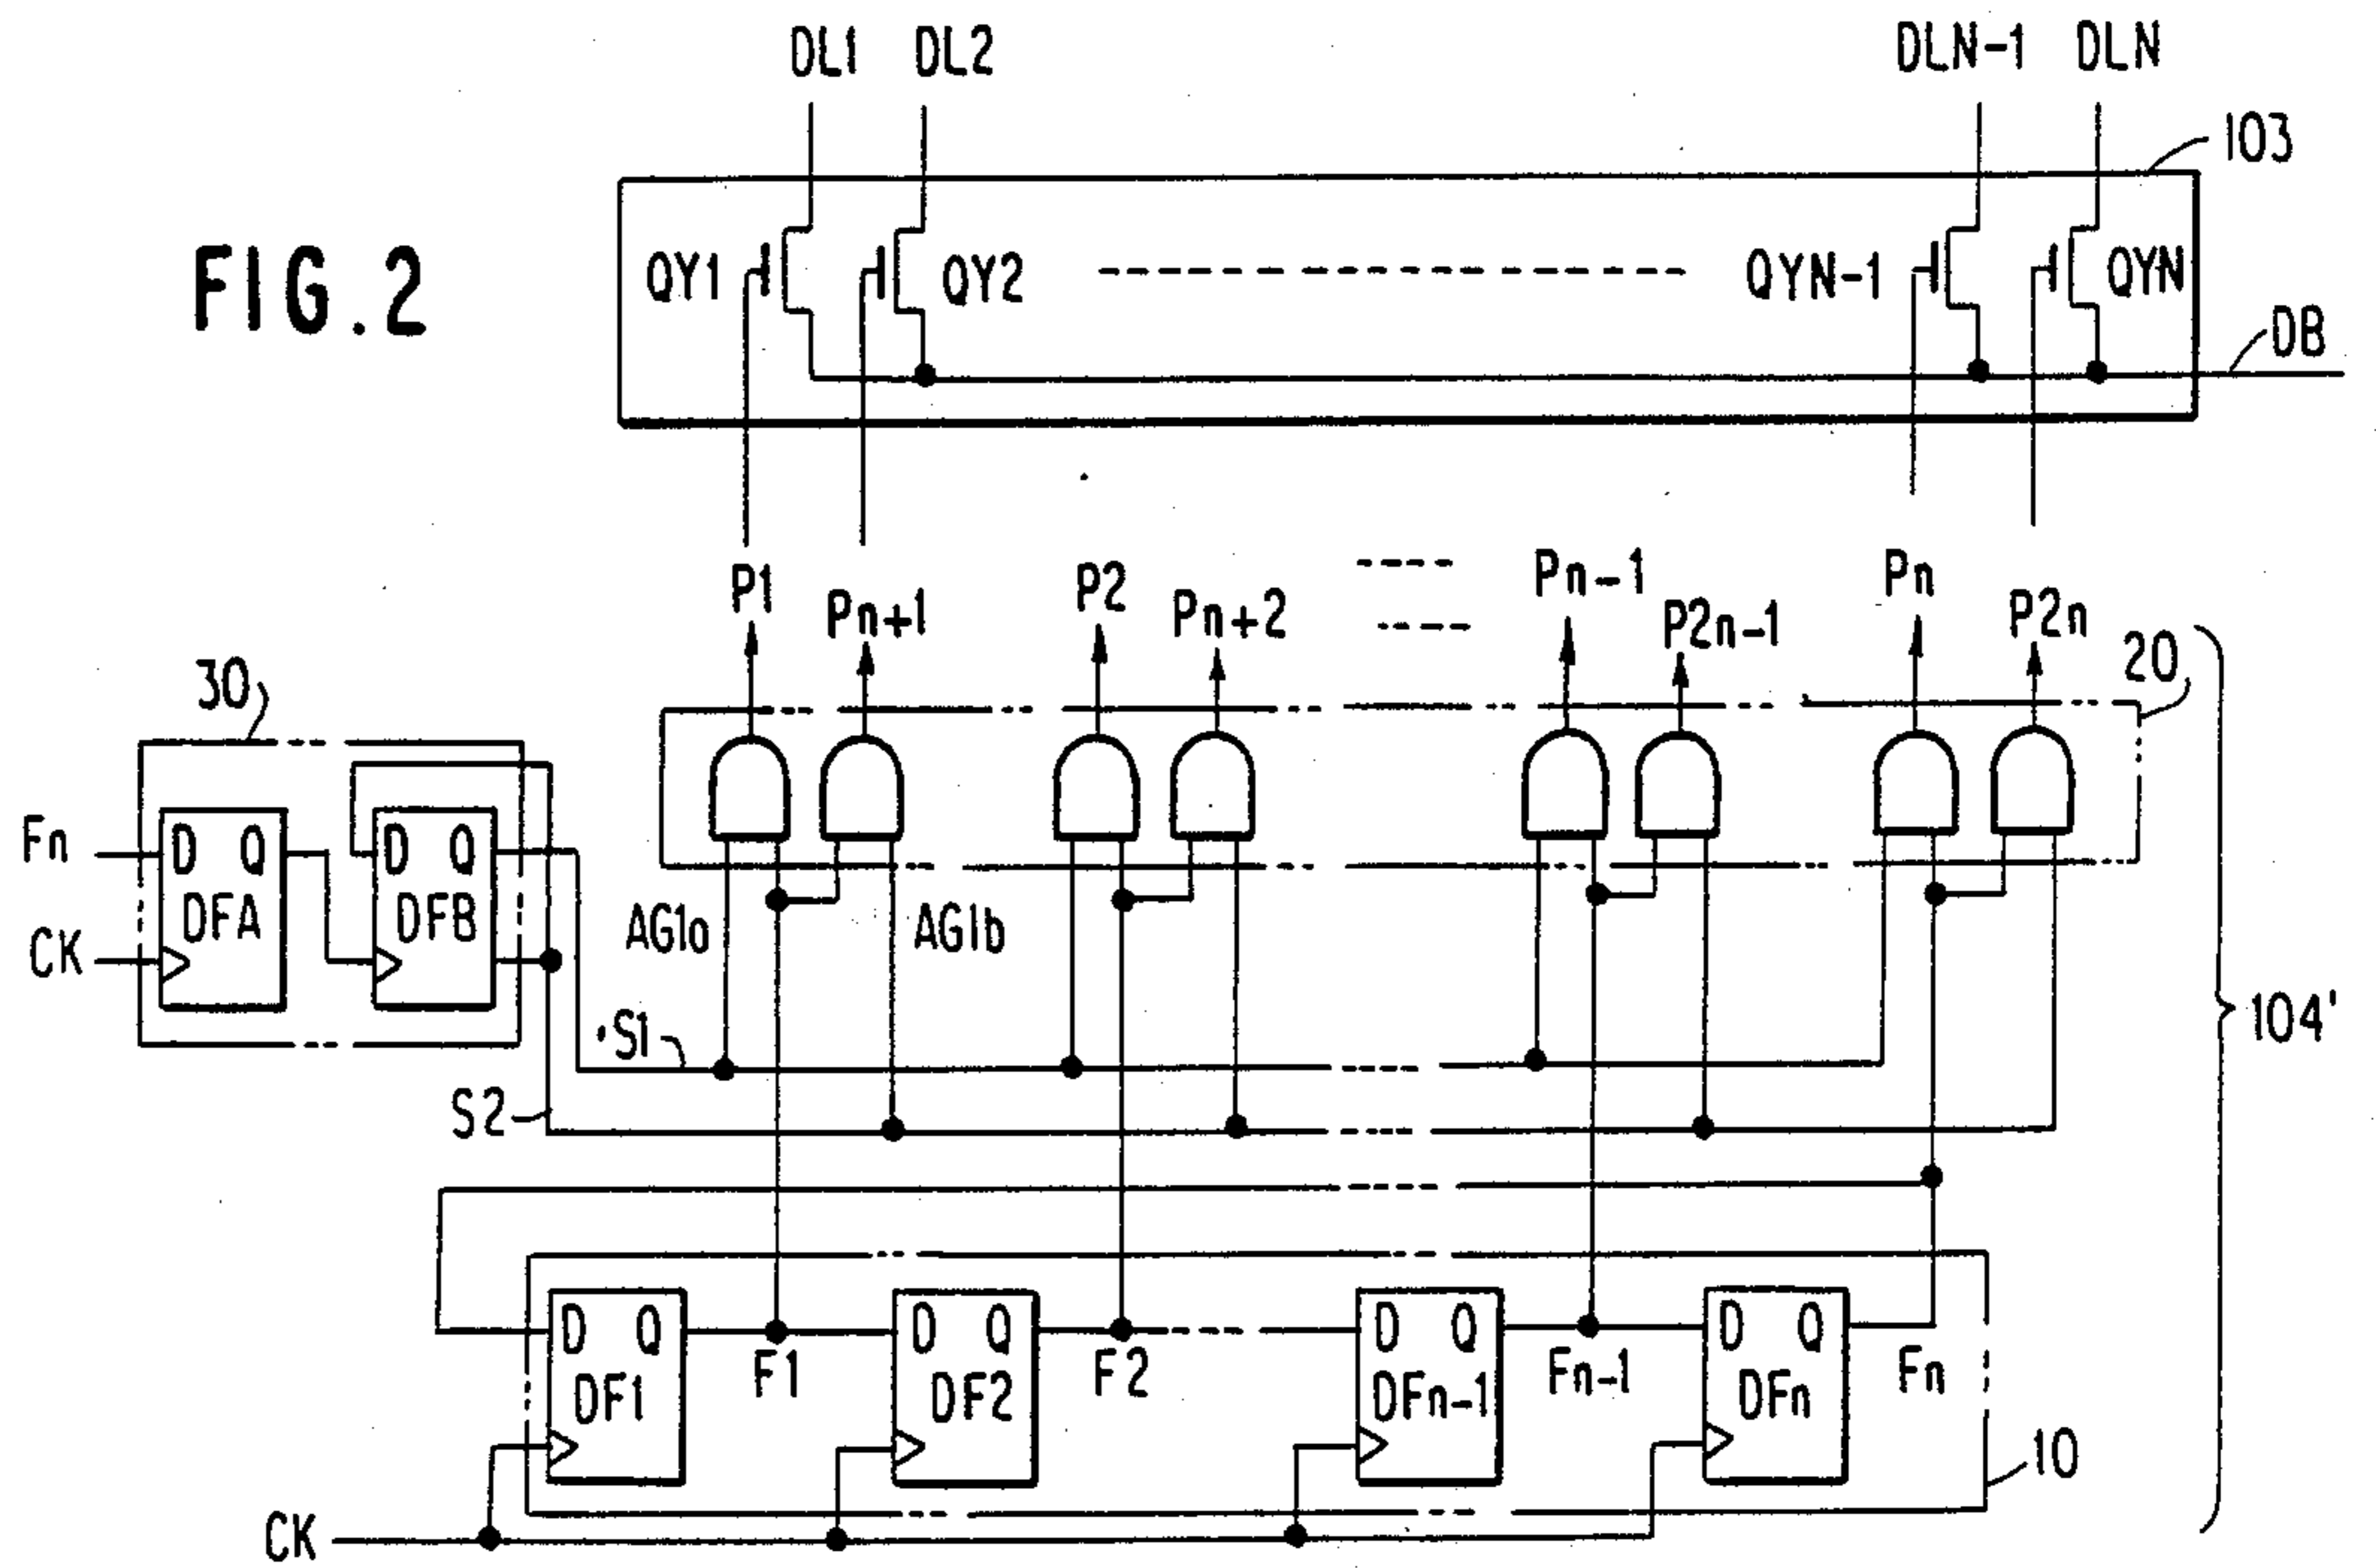 DL1 DL2 DLN-1 DLN
103
FIG.2
QY1 QY2 QYN-1 QYN
DB
P1 Pn+1 P2 Pn+2 Pn-1 P2n-1 Pn P2n
20
30
Fn D Q D Q
DFA DFB
CK
AG1a AG1b
104'
S1
S2
D Q D Q D Q D Q
F1 F2 Fn-1 Fn
DF1 DF2 DFn-1 DFn
10
CK